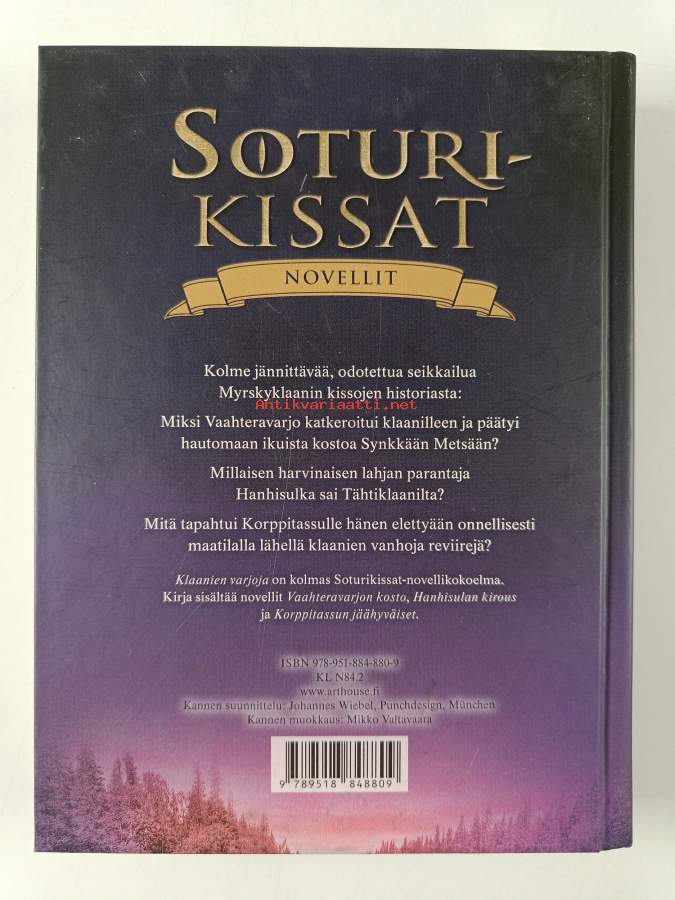 SOTURI-
KISSAT
NOVELLIT
Kolme jännittävää, odotettua seikkailua
Myrskyklaanin kissojen historiasta:
Antikvariaatti.net
Miksi Vaahteravarjo katkeroitui klaanilleen ja päätyi
hautomaan ikuista kostoa Synkkään Metsään?
Millaisen harvinaisen lahjan parantaja
Hanhisulka sai Tähtiklaanilta?
Mitä tapahtui Korppitassulle hänen elettyään onnellisesti
maatilalla lähellä klaanien vanhoja reviirejä?
Klaanien varjoja on kolmas Soturikissat-novellikokoelma.
Kirja sisältää novellit Vaahteravarjon kosto, Hanhisulan kirous
ja Korppitassun jäähyväiset.
ISBN 978-951-884-880-9
KL N84.2
www.arthouse.fi
Kannen suunnittelu: Johannes Wiebel, Punchdesign, München
Kannen muokkaus: Mikko Valtavaara
9 789518 848809